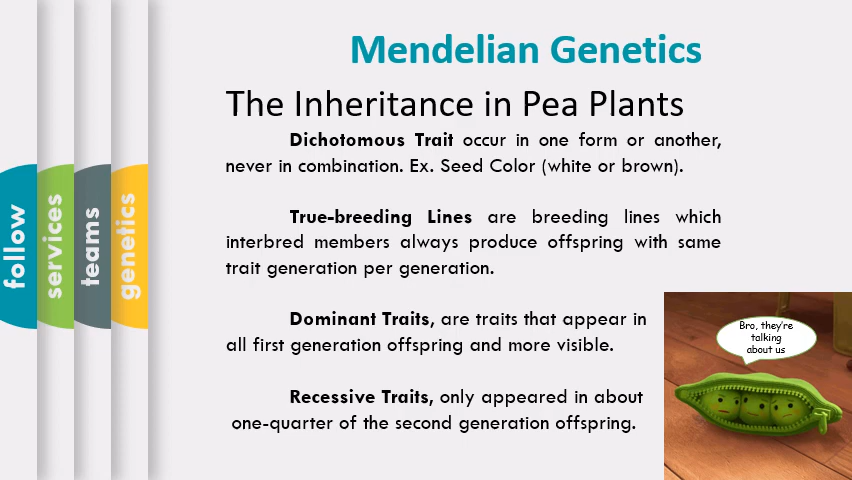 Mendelian Genetics
The Inheritance in Pea Plants
Dichotomous Trait occur in one form or another,
never in combination. Ex. Seed Color (white or brown).
True-breeding Lines are breeding lines which
interbred members always produce offspring with same
trait generation per generation.
Dominant Traits, are traits that appear in
all first generation offspring and more visible.
Recessive Traits, only appeared in about
one-quarter of the second generation offspring.
follow
services
teams
genetics
Bro, they're
talking
about us